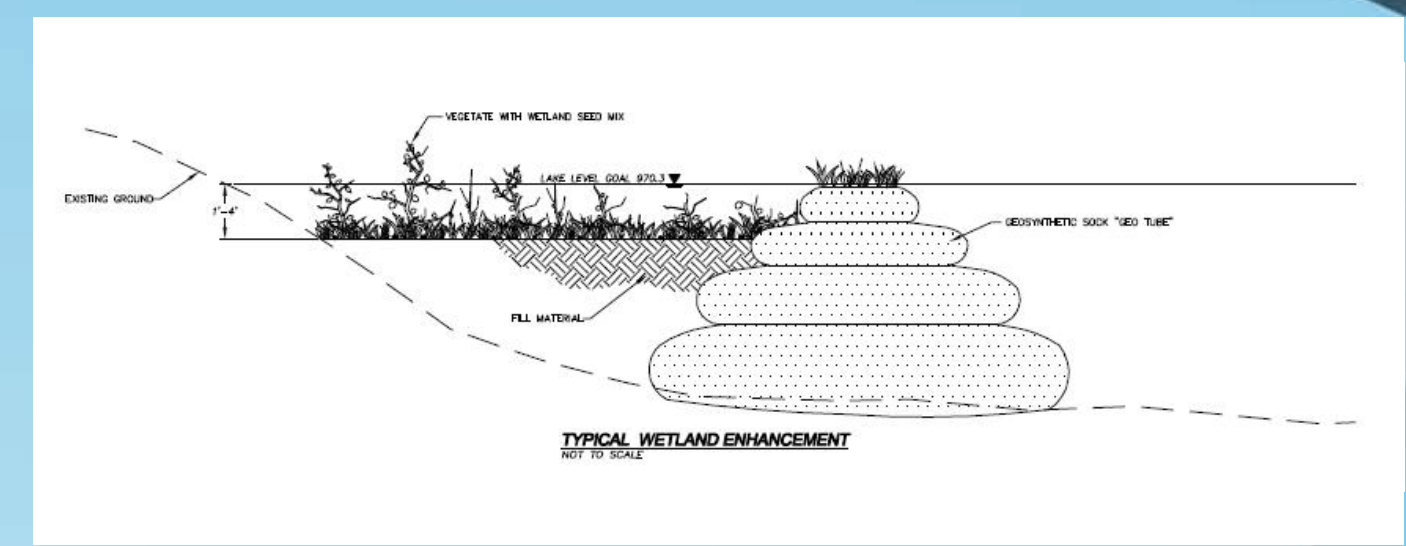 VEGETATE WITH WETLAND SEED MIX
LAKE LEVEL GOAL 970.3
EXISTING GROUND
1'-4"
GEOSYNTHETIC SOCK "GEO TUBE"
FILL MATERIAL
TYPICAL WETLAND ENHANCEMENT
NOT TO SCALE